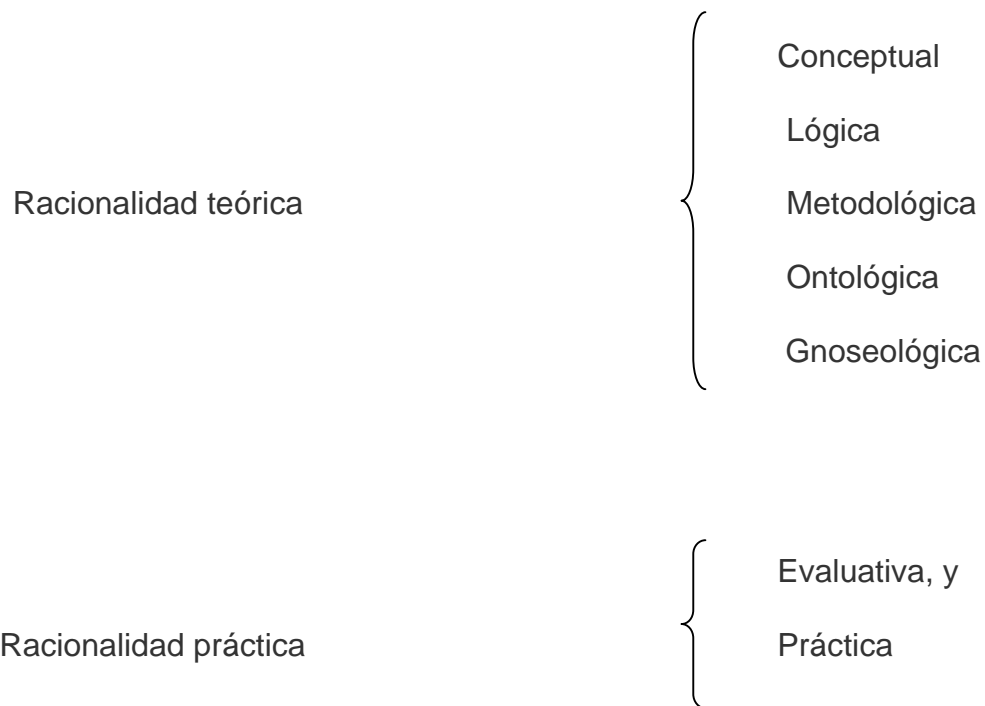 Conceptual
Lógica
Racionalidad teórica
Metodológica
Ontológica
Gnoseológica
Evaluativa, y
Racionalidad práctica
Práctica